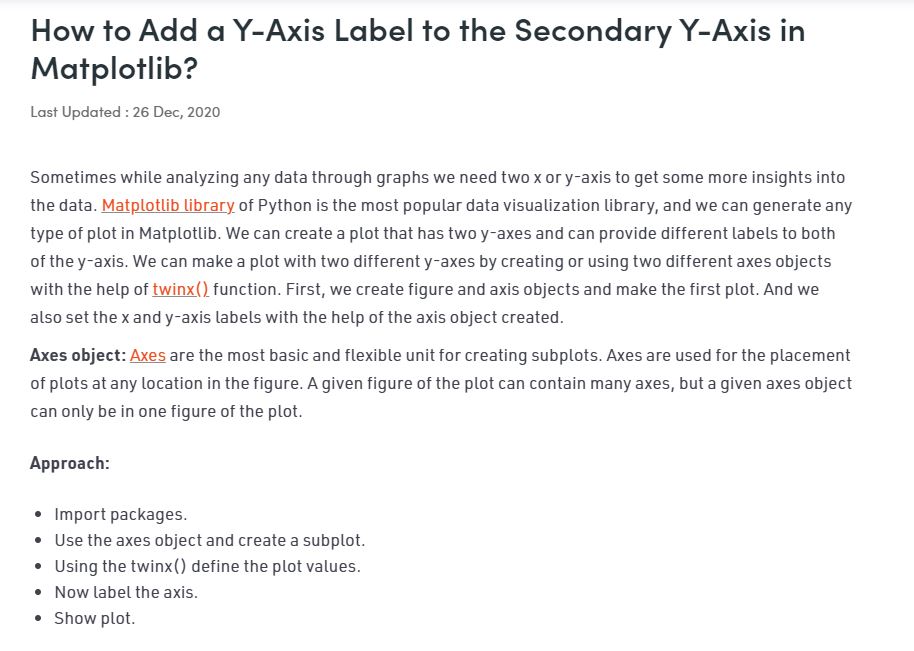 How to Add a Y-Axis Label to the Secondary Y-Axis in
Matplotlib?
Last Updated : 26 Dec, 2020
Sometimes while analyzing any data through graphs we need two x or y-axis to get some more insights into
the data. Matplotlib library of Python is the most popular data visualization library, and we can generate any
type of plot in Matplotlib. We can create a plot that has two y-axes and can provide different labels to both
of the y-axis. We can make a plot with two different y-axes by creating or using two different axes objects
with the help of twinx() function. First, we create figure and axis objects and make the first plot. And we
also set the x and y-axis labels with the help of the axis object created.
Axes object: Axes are the most basic and flexible unit for creating subplots. Axes are used for the placement
of plots at any location in the figure. A given figure of the plot can contain many axes, but a given axes object
can only be in one figure of the plot.
Approach:
• Import packages.
• Use the axes object and create a subplot.
• Using the twinx() define the plot values.
• Now label the axis.
• Show plot.